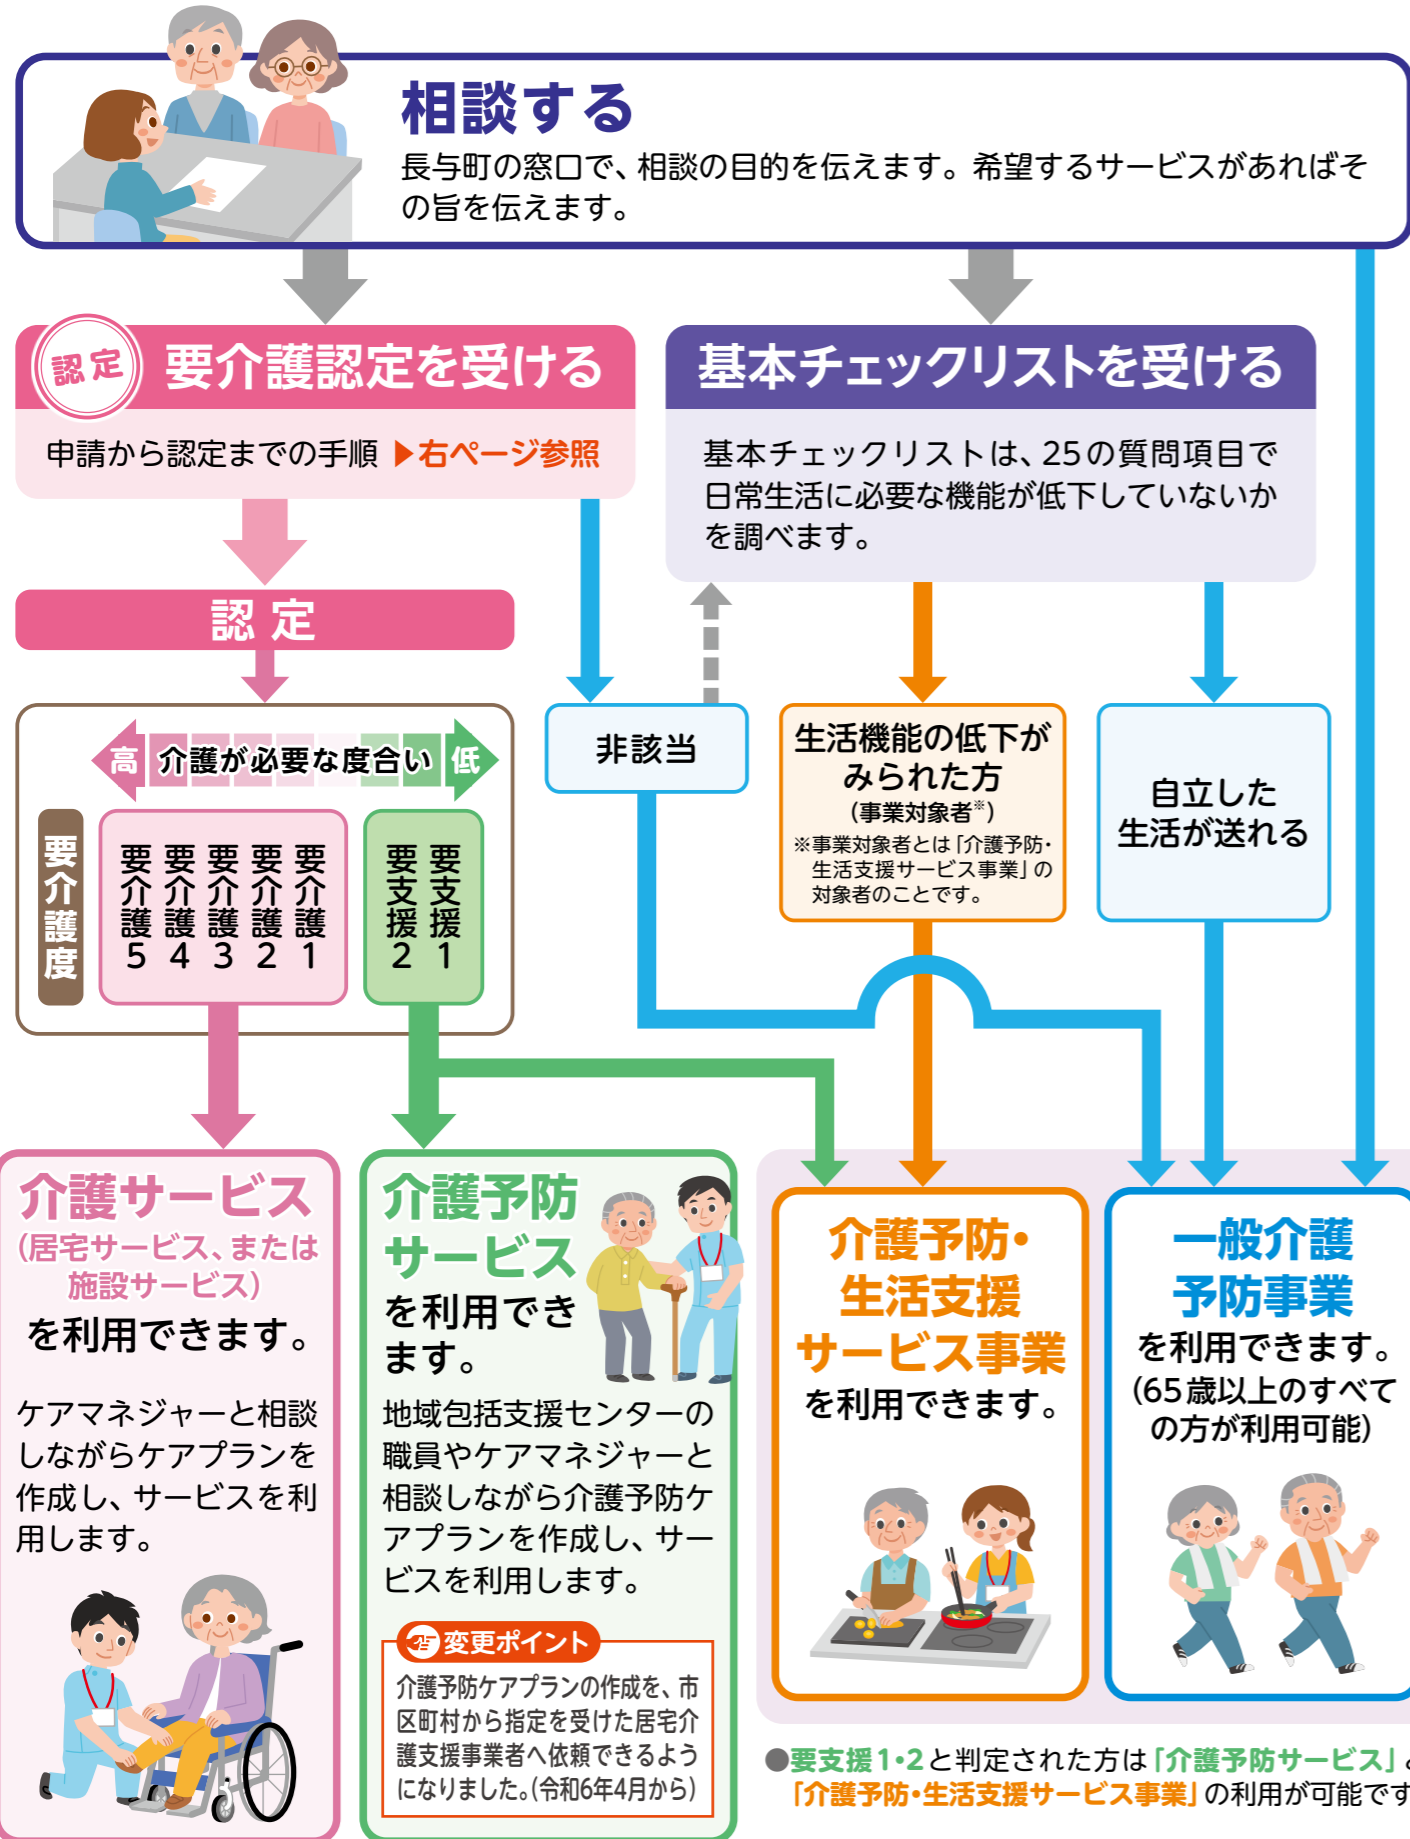 相談する
長与町の窓口で、相談の目的を伝えます。希望するサービスがあればそ
の旨を伝えます。
認定
要介護認定を受ける
申請から認定までの手順 ▶右ページ参照
基本チェックリストを受ける
基本チェックリストは、25の質問項目で
日常生活に必要な機能が低下していないか
を調べます。
認定
高 介護が必要な度合い 低
要介護度
要介護5
要介護4
要介護3
要介護2
要介護1
要支援2
要支援1
非該当
生活機能の低下が
みられた方
(事業対象者※)
※事業対象者とは「介護予防・
生活支援サービス事業」の
対象者のことです。
自立した
生活が送れる
介護サービス
(居宅サービス、または
施設サービス)
を利用できます。
ケアマネジャーと相談
しながらケアプランを
作成し、サービスを利
用します。
介護予防
サービス
を利用でき
ます。
地域包括支援センターの
職員やケアマネジャーと
相談しながら介護予防ケ
アプランを作成し、サー
ビスを利用します。
変更ポイント
介護予防ケアプランの作成を、市
区町村から指定を受けた居宅介
護支援事業者へ依頼できるよう
になりました。(令和6年4月から)
介護予防・
生活支援
サービス事業
を利用できます。
一般介護
予防事業
を利用できます。
(65歳以上のすべて
の方が利用可能)
●要支援1・2と判定された方は「介護予防サービス」
「介護予防・生活支援サービス事業」の利用が可能です